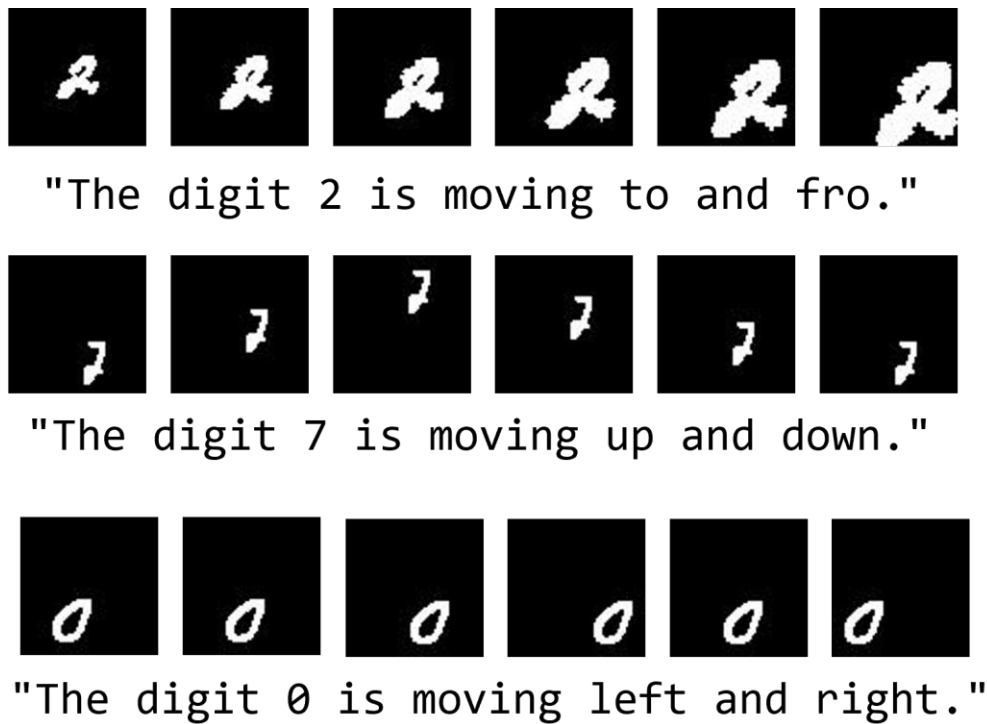 "The digit 2 is moving to and fro."
"The digit 7 is moving up and down."
"The digit 0 is moving left and right."